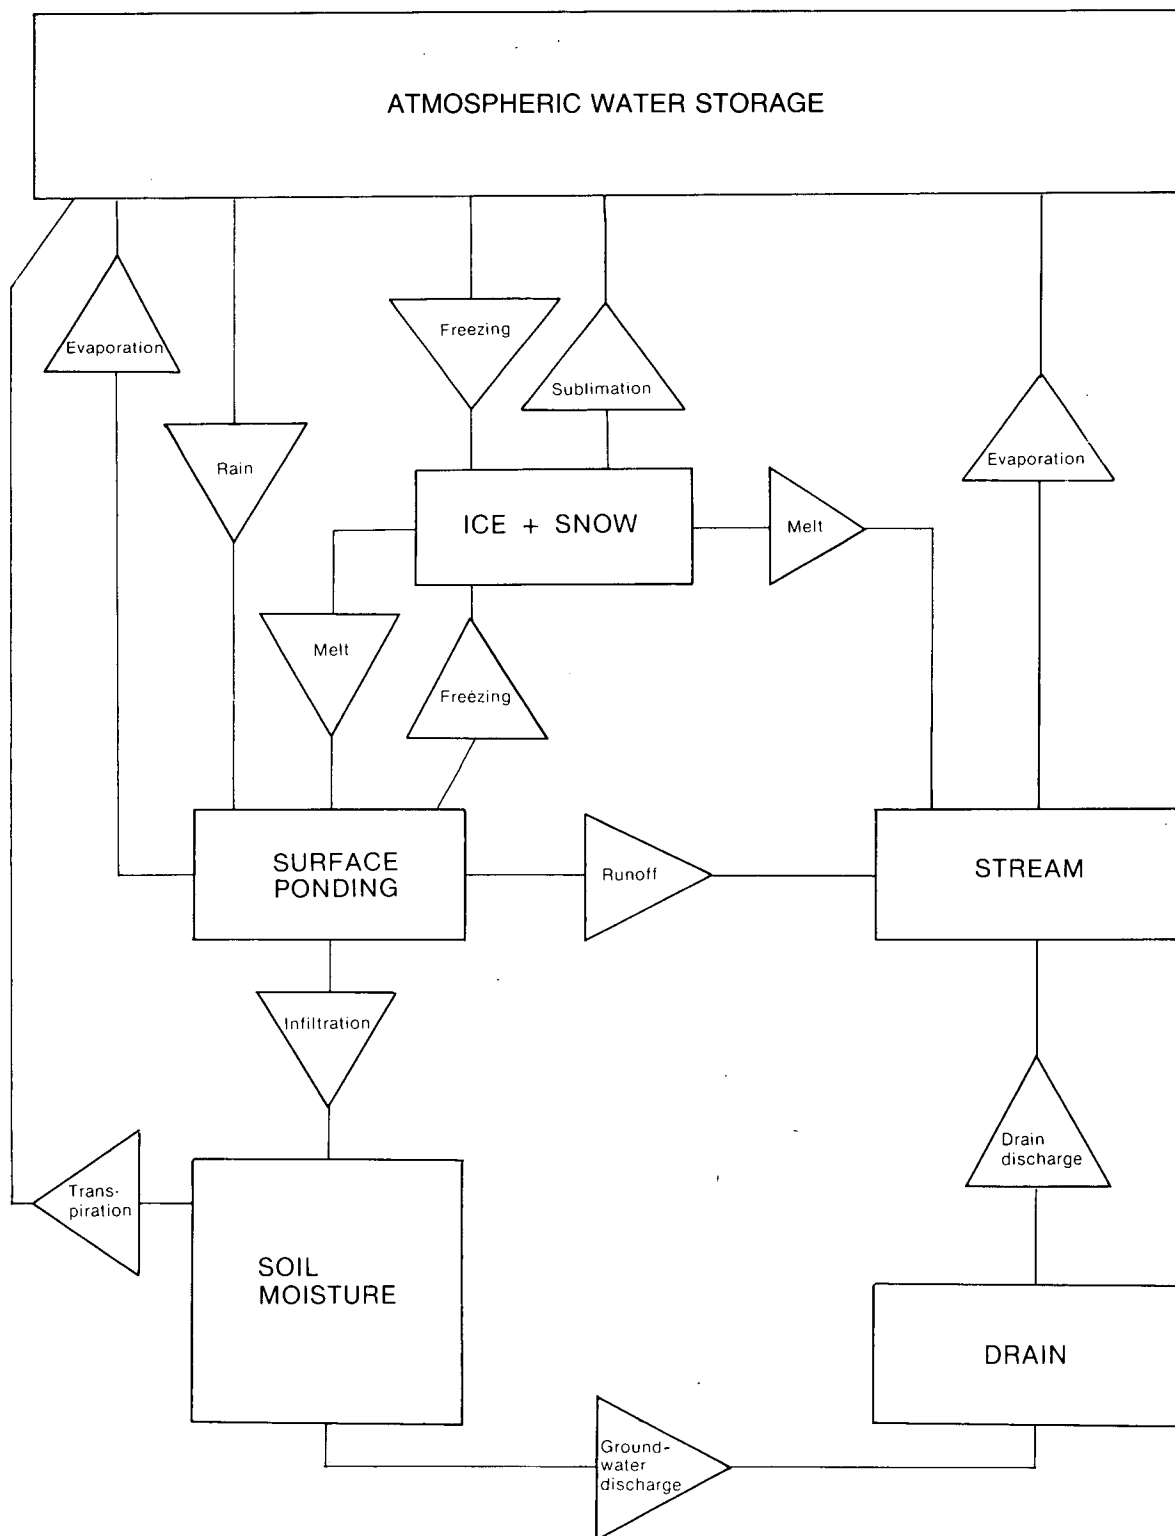 ATMOSPHERIC WATER STORAGE
Freezing
Evaporation
Sublimation
Rain
Evaporation
ICE + SNOW
Melt
Melt
Freezing
SURFACE
PONDING
Runoff
STREAM
Infiltration
Trans-
piration
Drain
discharge
SOIL
MOISTURE
DRAIN
Ground-
water
discharge